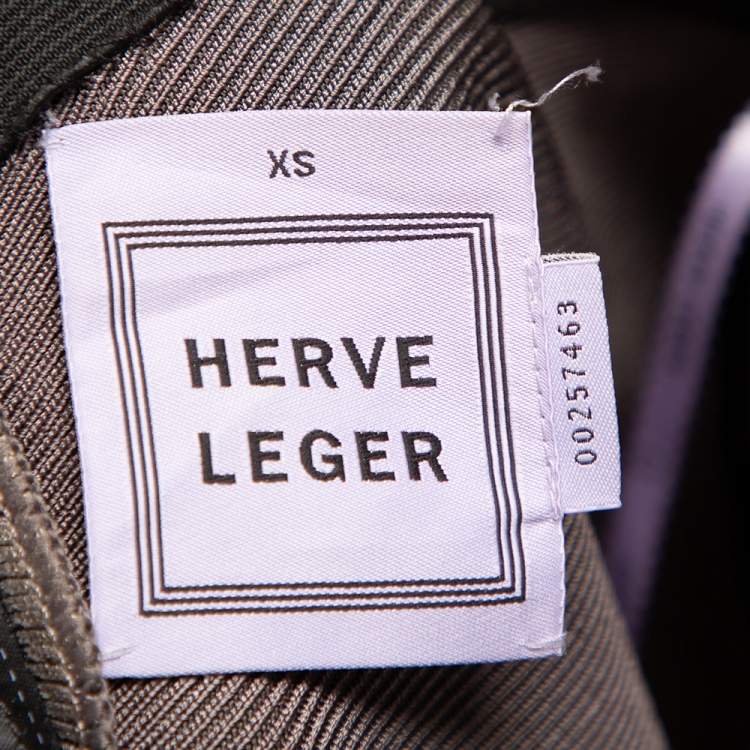 XS
HERVE
LEGER
00257463